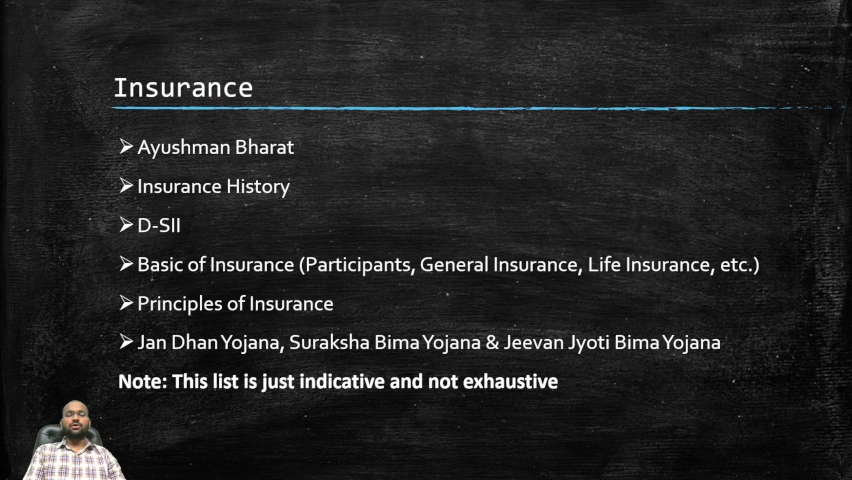 Insurance
Ayushman Bharat
Insurance History
D-SII
Basic of Insurance (Participants, General Insurance, Life Insurance, etc.)
Principles of Insurance
Jan Dhan Yojana, Suraksha Bima Yojana & Jeevan Jyoti Bima Yojana
Note: This list is just indicative and not exhaustive